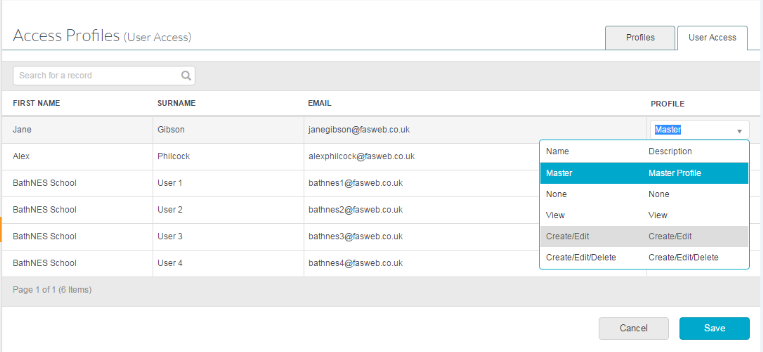 Access Profiles (User Access)
Profiles
User Access
Search for a record
FIRST NAME SURNAME EMAIL PROFILE
Jane Gibson janegibson@fasweb.co.uk Master
Alex Philcock alexphilcock@fasweb.co.uk
BathNES School User 1 bathnes1@fasweb.co.uk
BathNES School User 2 bathnes2@fasweb.co.uk
BathNES School User 3 bathnes3@fasweb.co.uk
BathNES School User 4 bathnes4@fasweb.co.uk
Name Description
Master Master Profile
None None
View View
Create/Edit Create/Edit
Create/Edit/Delete Create/Edit/Delete
Page 1 of 1 (6 Items)
Cancel
Save